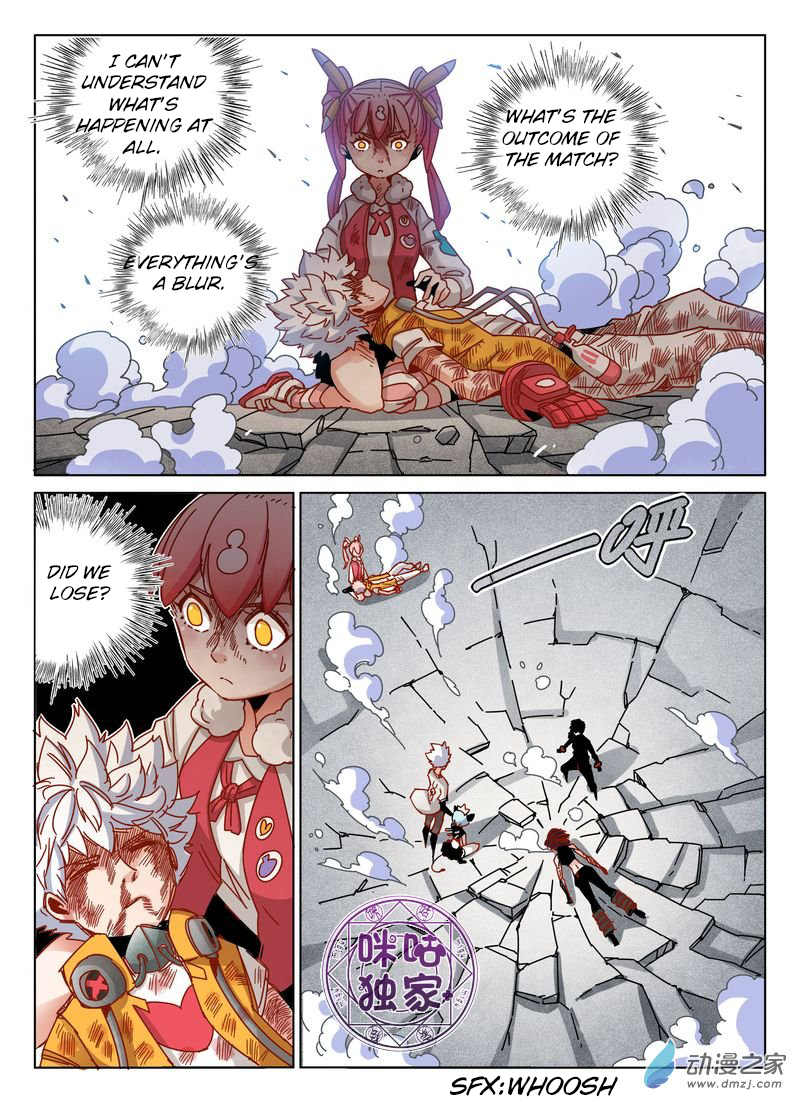 I CAN'T
UNDERSTAND
WHAT'S
HAPPENING AT
ALL.
WHAT'S THE
OUTCOME OF
THE MATCH?
EVERYTHING'S
A BLUR.
DID WE
LOSE?
一呼
咪咕
独家
SFX:WHOOSH
动漫之家
www.dmzj.com